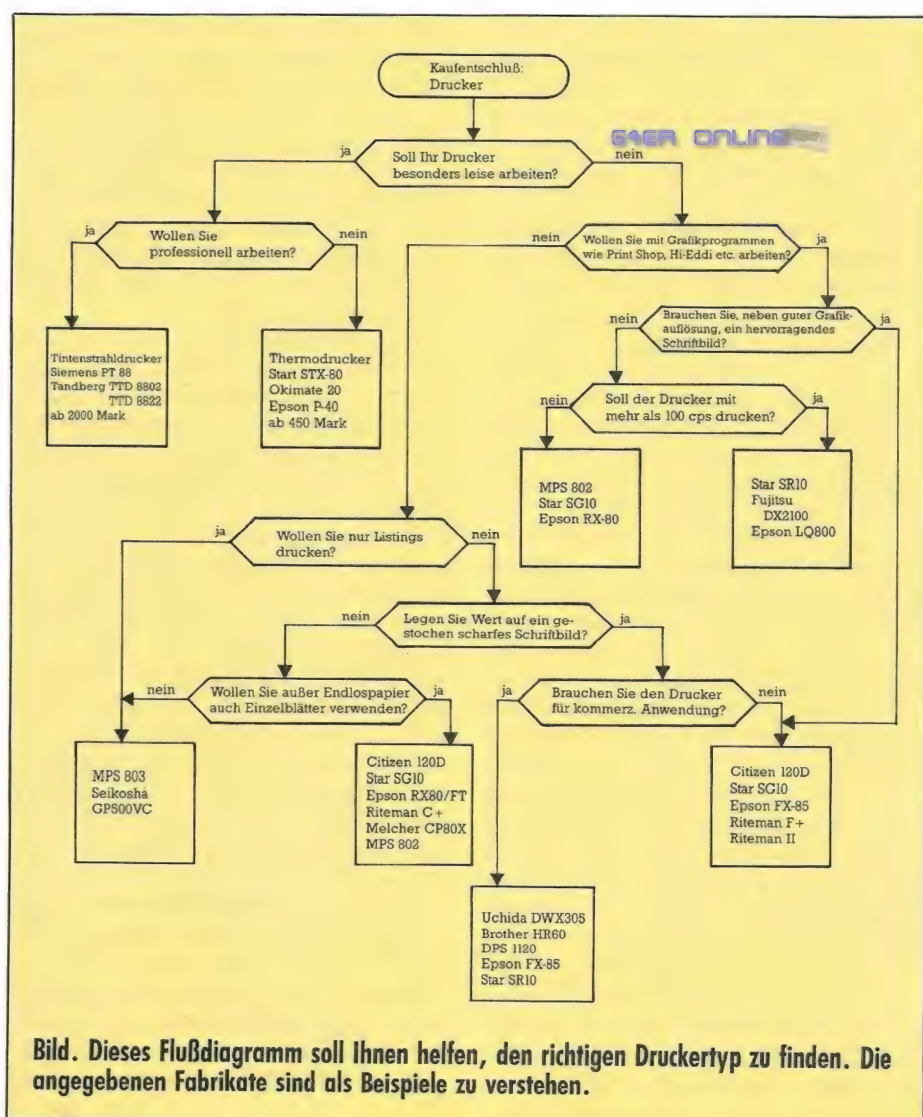 Kaufentschluß:
Drucker
64ER ONLINE
ja
Soll Ihr Drucker
besonders leise arbeiten?
nein
ja
Wollen Sie
professionell arbeiten?
nein
nein
Wollen Sie mit Grafikprogrammen
wie Print Shop, Hi-Eddi etc. arbeiten?
ja
Tintenstrahldrucker
Siemens PT 88
Tandberg TTD 8802
TTD 8822
ab 2000 Mark
Thermodrucker
Start STX-80
Okimate 20
Epson P-40
ab 450 Mark
nein
Brauchen Sie, neben guter Grafik-
auflösung, ein hervorragendes
Schriftbild?
ja
nein
Soll der Drucker mit
mehr als 100 cps drucken?
ja
MPS 802
Star SG10
Epson RX-80
Star SR10
Fujitsu
DX2100
Epson LQ800
ja
Wollen Sie nur Listings
drucken?
nein
nein
Legen Sie Wert auf ein ge-
stochen scharfes Schriftbild?
ja
nein
Wollen Sie außer Endlospapier
auch Einzelblätter verwenden?
ja
ja
Brauchen Sie den Drucker
für kommerz. Anwendung?
nein
MPS 803
Seikosha
GP500VC
Citizen 120D
Star SG10
Epson RX80/FT
Riteman C+
Melcher CP80X
MPS 802
Citizen 120D
Star SG10
Epson FX-85
Riteman F+
Riteman II
Uchida DWX305
Brother HR60
DPS 1120
Epson FX-85
Star SR10
Bild. Dieses Flußdiagramm soll Ihnen helfen, den richtigen Druckertyp zu finden. Die
angegebenen Fabrikate sind als Beispiele zu verstehen.